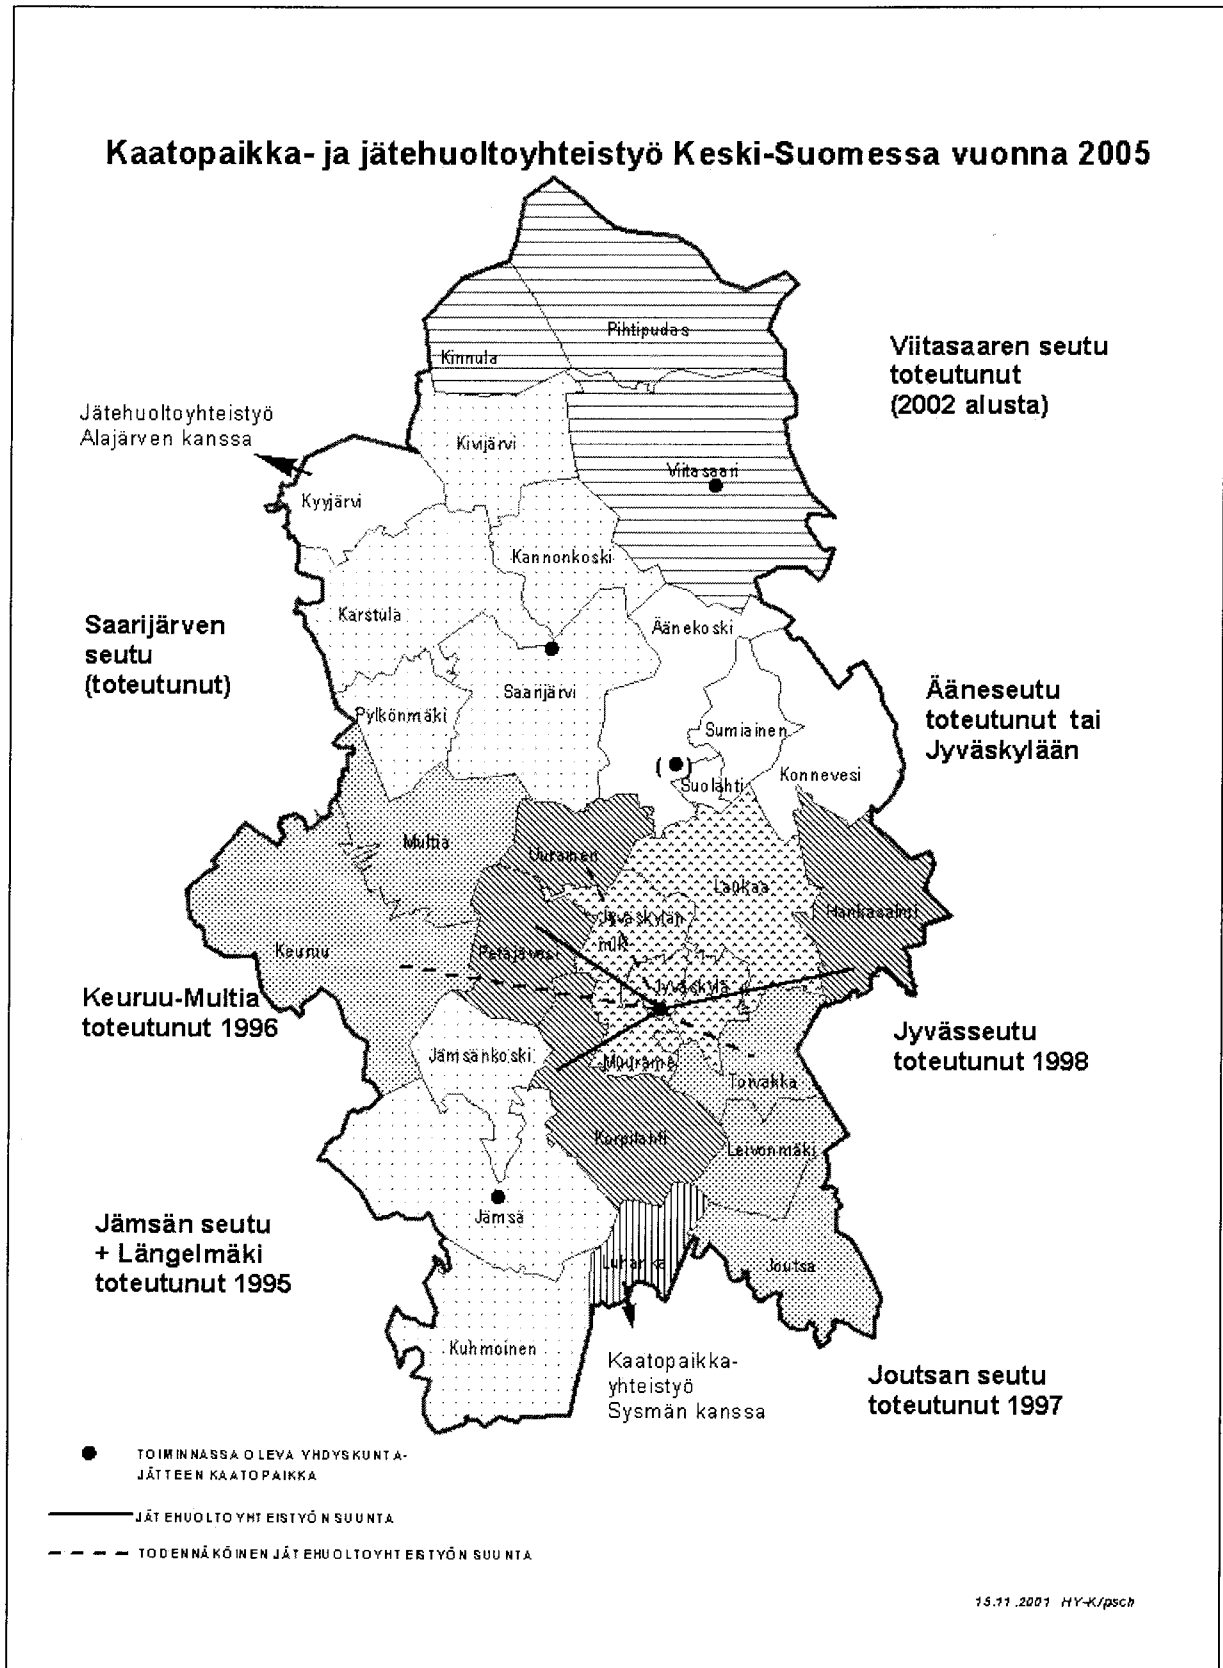 Kaatopaikka- ja jätehuoltoyhteistyö Keski-Suomessa vuonna 2005
Pihtipudas
Kinnula
Viitasaaren seutu
toteutunut
(2002 alusta)
Jätehuoltoyhteistyö
Alajärven kanssa
Kivijärvi
Viitasaari
Kyyjärvi
Kannonkoski
Karstula
Äänekoski
Saarijärven
seutu
(toteutunut)
Saarijärvi
Pylkönmäki
Sumiainen
Ääneseutu
toteutunut tai
Jyväskylään
( )
Suolahti
Konnevesi
Multia
Uurainen
Laukaa
Hankasalmi
Jyväskylän
mlk
Keuruu
Petäjävesi
Jyväskylä
Keuruu-Multia
toteutunut 1996
Jyvässeutu
toteutunut 1998
Jämsänkoski
Muurame
Toivakka
Korpilahti
Leivonmäki
Jämsän seutu
+ Längelmäki
toteutunut 1995
Jämsä
Luhanka
Joutsa
Kuhmoinen
Kaatopaikka-
yhteistyö
Sysmän kanssa
Joutsan seutu
toteutunut 1997
TOIMINNASSA OLEVA YHDYSKUNTA-
JÄTTEEN KAATOPAIKKA
JÄTEHUOLTOYHTEISTYÖN SUUNTA
TODENNÄKÖINEN JÄTEHUOLTOYHTEISTYÖN SUUNTA
15.11.2001 HY-K/psch